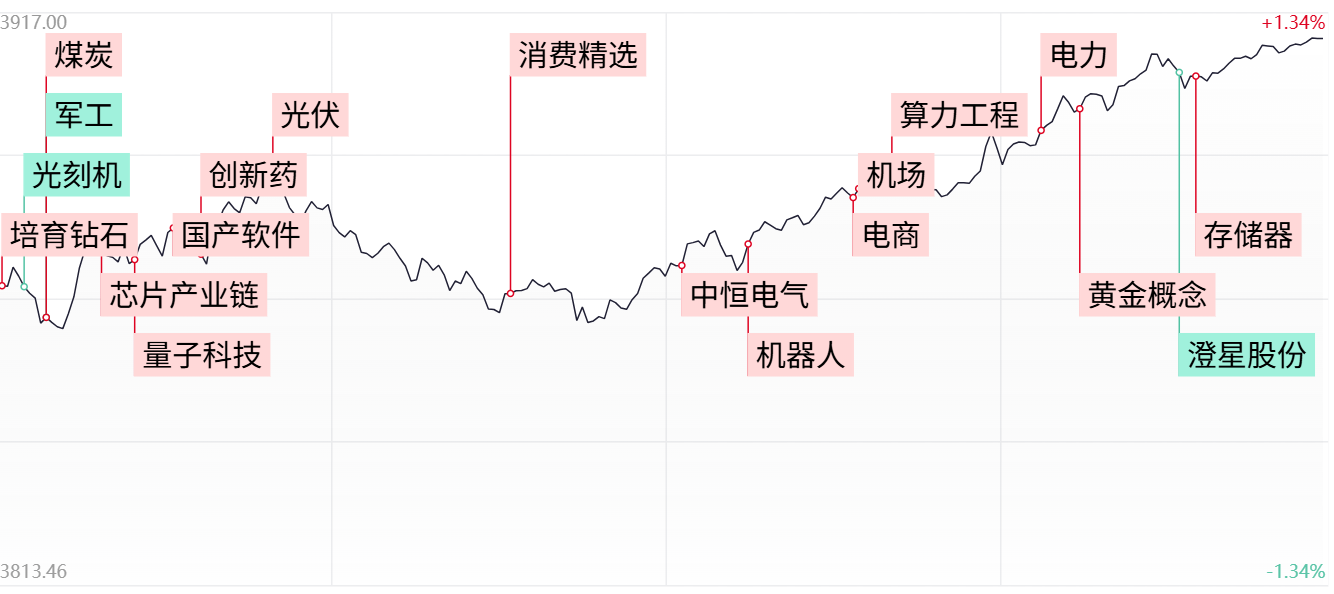 3917.00
+1.34%
煤炭
消费精选
电力
军工
光伏
算力工程
光刻机
创新药
机场
培育钻石
国产软件
电商
存储器
芯片产业链
中恒电气
黄金概念
量子科技
机器人
澄星股份
3813.46
-1.34%